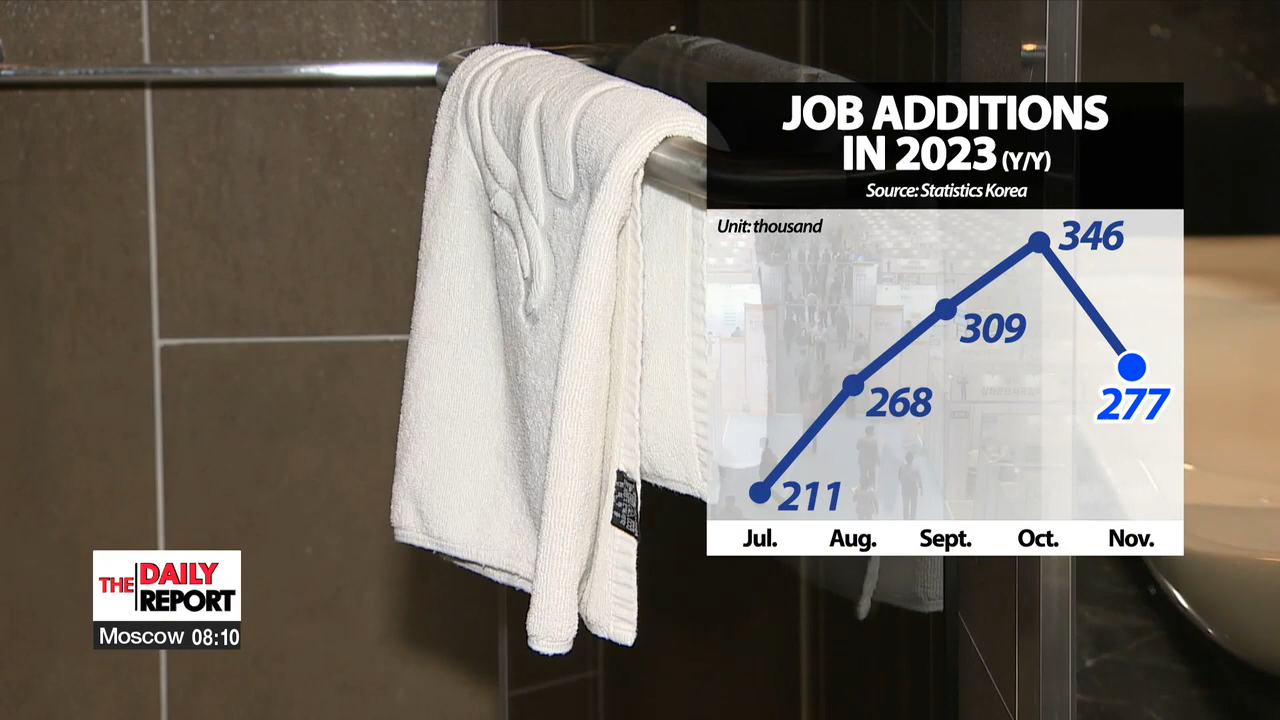 JOB ADDITIONS
IN 2023 (Y/Y)
Source: Statistics Korea
Unit: thousand
346
309
268
277
211
Jul. Aug. Sept. Oct. Nov.
THE DAILY
REPORT
Moscow 08:10